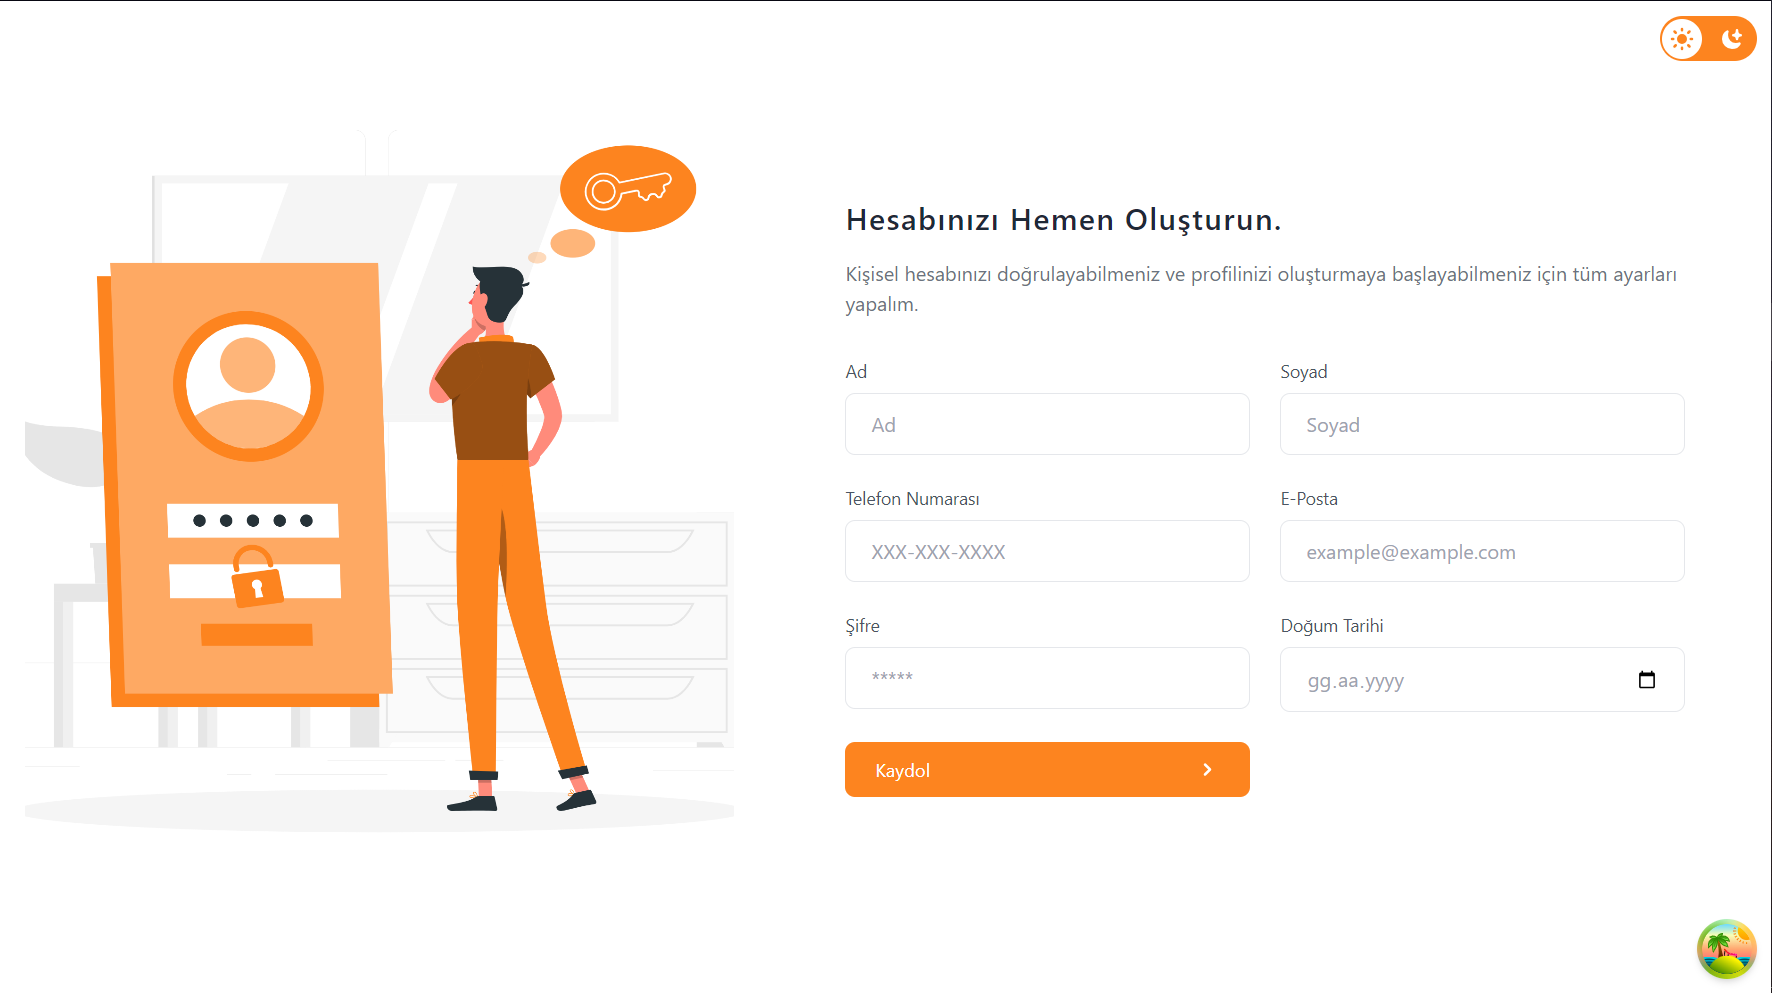 Hesabınızı Hemen Oluşturun.
Kişisel hesabınızı doğrulayabilmeniz ve profilinizi oluşturmaya başlayabilmeniz için tüm ayarları
yapalım.
Ad
Soyad
Ad
Soyad
Telefon Numarası
E-Posta
XXX-XXX-XXXX
example@example.com
Şifre
Doğum Tarihi
*****
gg.aa.yyyy
Kaydol